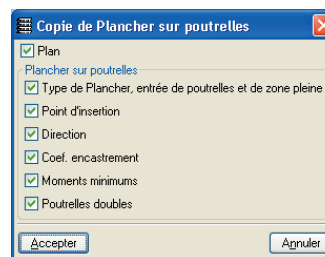 Copie de Plancher sur poutrelles
Plan
Plancher sur poutrelles
Type de Plancher, entrée de poutrelles et de zone pleine
Point d'insertion
Direction
Coef. encastrement
Moments minimums
Poutrelles doubles
Accepter
Annuler